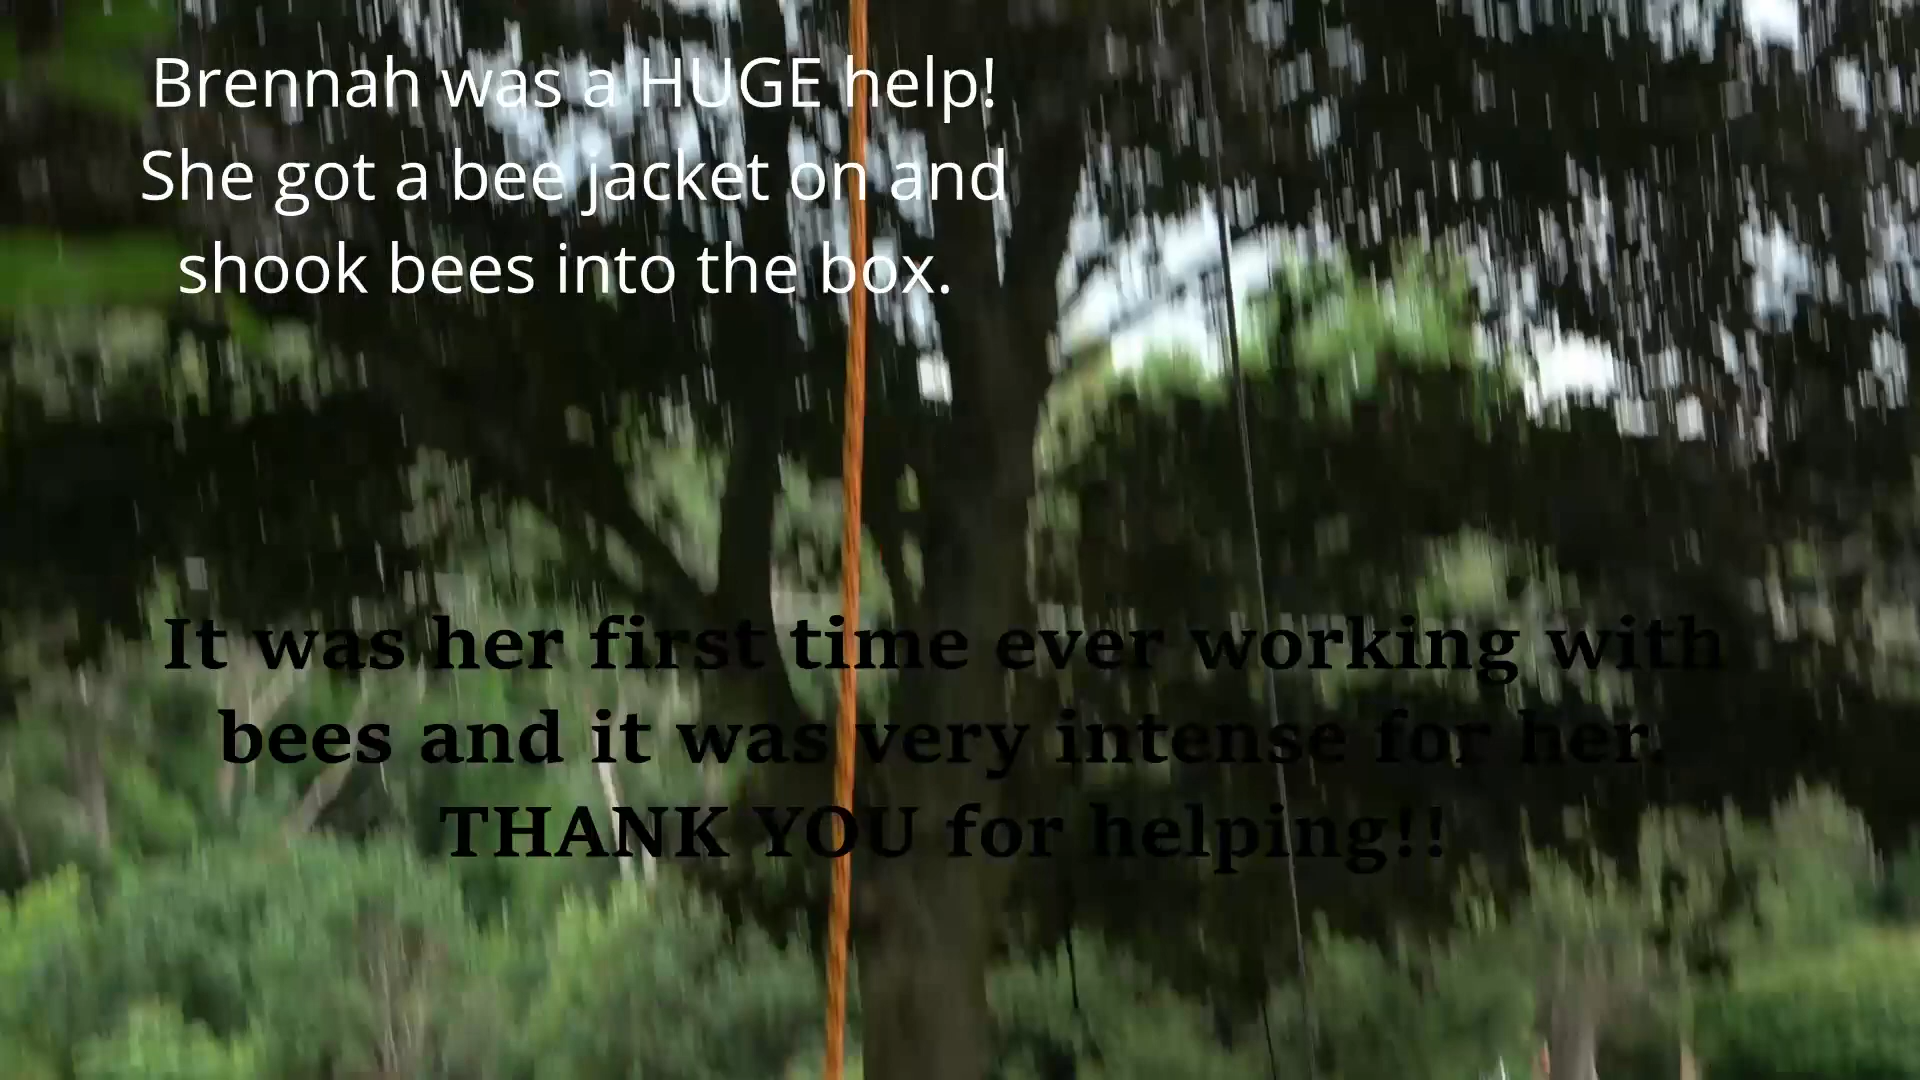 Brennah was a HUGE help!
She got a bee jacket on and
shook bees into the box.
It was her first time ever working with
bees and it was very intense for her.
THANK YOU for helping!!